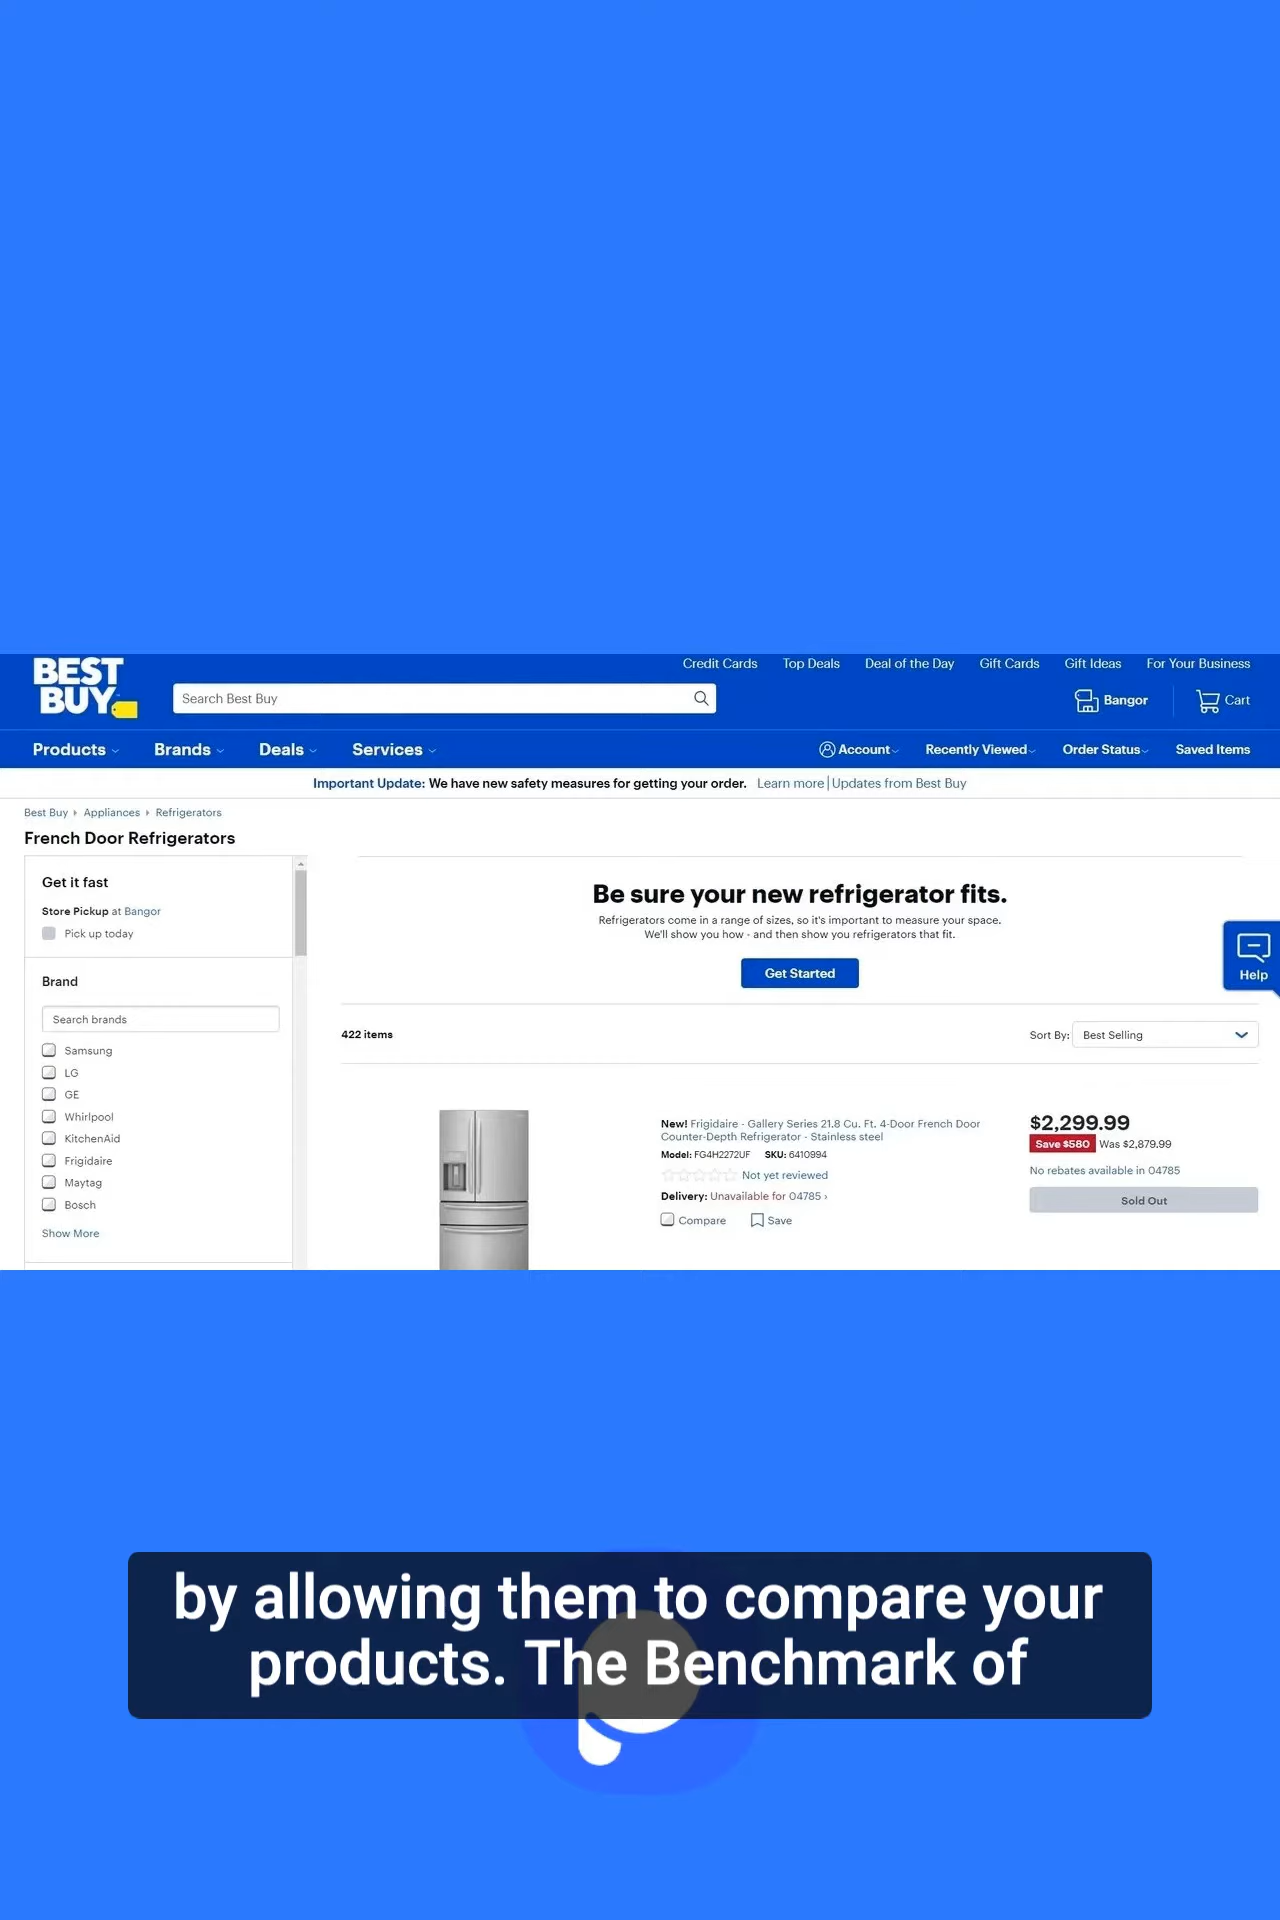 BEST
BUY
Credit Cards Top Deals Deal of the Day Gift Cards Gift Ideas For Your Business
Search Best Buy
Bangor
Cart
Products Brands Deals Services
Account Recently Viewed Order Status Saved Items
Important Update: We have new safety measures for getting your order. Learn more | Updates from Best Buy
Best Buy Appliances Refrigerators
French Door Refrigerators
Get it fast
Store Pickup at Bangor
Pick up today
Brand
Search brands
Samsung
LG
GE
Whirlpool
KitchenAid
Frigidaire
Maytag
Bosch
Show More
Be sure your new refrigerator fits.
Refrigerators come in a range of sizes, so it's important to measure your space.
We'll show you how - and then show you refrigerators that fit.
Get Started
Help
422 items
Sort By: Best Selling
New! Frigidaire - Gallery Series 21.8 Cu. Ft. 4-Door French Door
Counter-Depth Refrigerator - Stainless steel
Model: FG4H2272UF SKU: 6410994
Not yet reviewed
Delivery: Unavailable for 04785 ›
Compare Save
$2,299.99
Save $580 Was $2,879.99
No rebates available in 04785
Sold Out
by allowing them to compare your
products. The Benchmark of